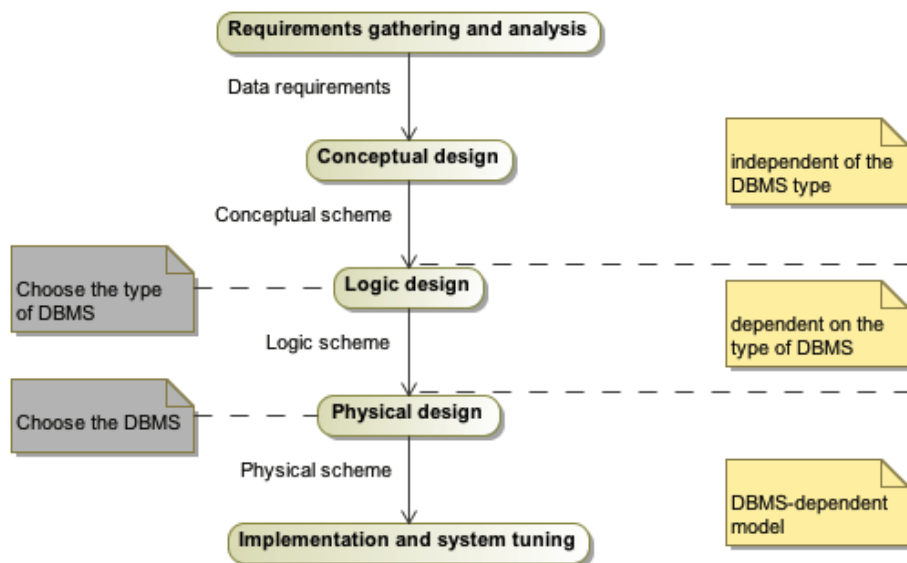 Requirements gathering and analysis
Data requirements
Conceptual design
independent of the
DBMS type
Conceptual scheme
Choose the type
of DBMS
Logic design
dependent on the
type of DBMS
Logic scheme
Choose the DBMS
Physical design
Physical scheme
DBMS-dependent
model
Implementation and system tuning